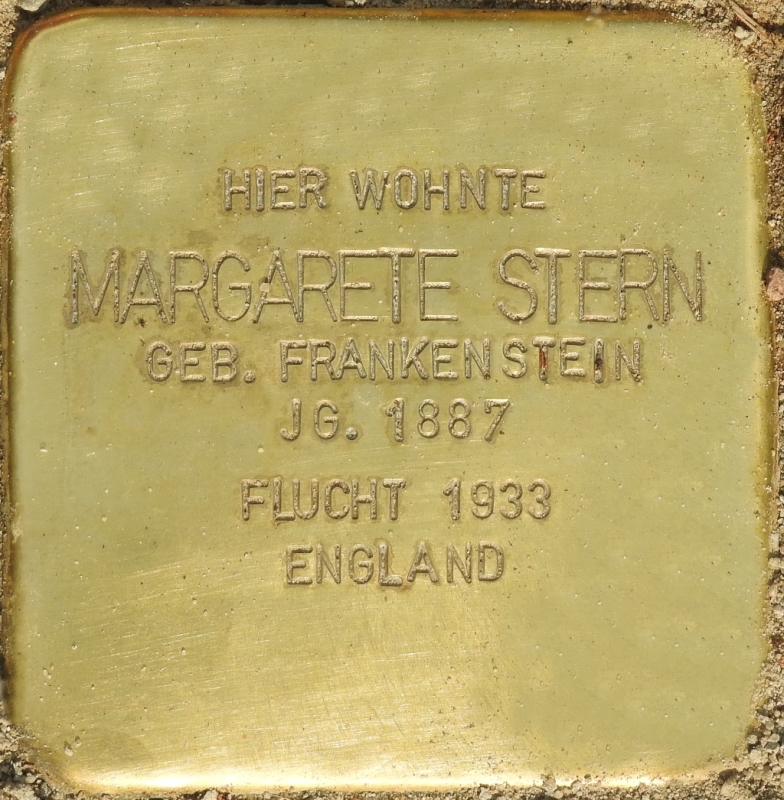 HIER WOHNTE
MARGARETE STERN
GEB. FRANKENSTEIN
JG. 1887
FLUCHT 1933
ENGLAND